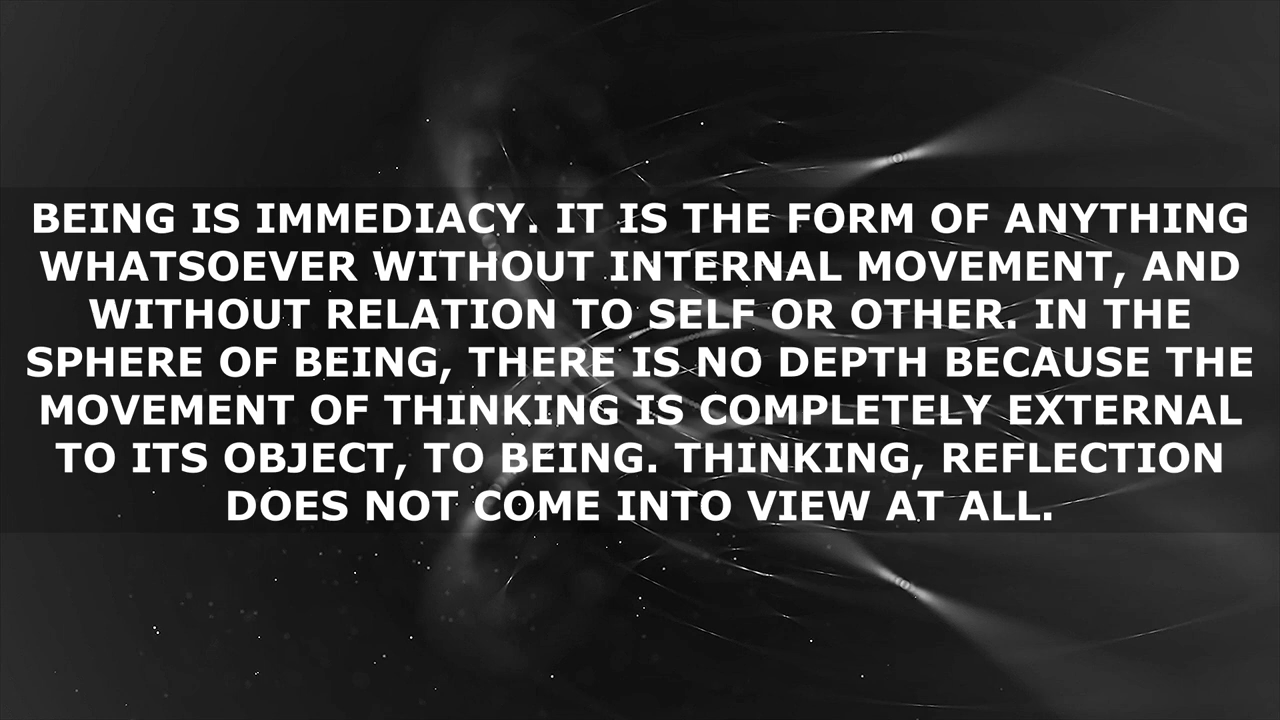 BEING IS IMMEDIACY. IT IS THE FORM OF ANYTHING
WHATSOEVER WITHOUT INTERNAL MOVEMENT, AND
WITHOUT RELATION TO SELF OR OTHER. IN THE
SPHERE OF BEING, THERE IS NO DEPTH BECAUSE THE
MOVEMENT OF THINKING IS COMPLETELY EXTERNAL
TO ITS OBJECT, TO BEING. THINKING, REFLECTION
DOES NOT COME INTO VIEW AT ALL.